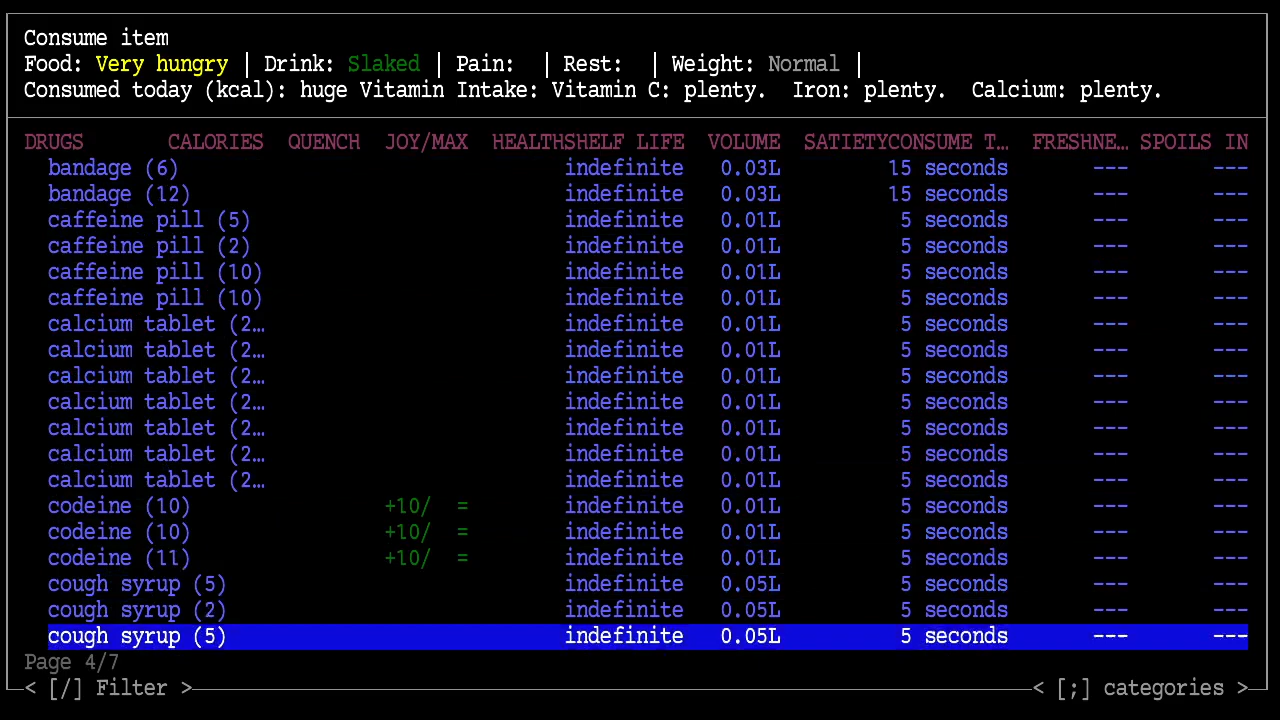 Consume item
Food: Very hungry | Drink: Slaked | Pain: | Rest: | Weight: Normal |
Consumed today (kcal): huge Vitamin Intake: Vitamin C: plenty. Iron: plenty. Calcium: plenty.
DRUGS CALORIES QUENCH JOY/MAX HEALTHSHELF LIFE VOLUME SATIETYCONSUME T… FRESHNE… SPOILS IN
bandage (6) indefinite 0.03L 15 seconds --- ---
bandage (12) indefinite 0.03L 15 seconds --- ---
caffeine pill (5) indefinite 0.01L 5 seconds --- ---
caffeine pill (2) indefinite 0.01L 5 seconds --- ---
caffeine pill (10) indefinite 0.01L 5 seconds --- ---
caffeine pill (10) indefinite 0.01L 5 seconds --- ---
calcium tablet (2… indefinite 0.01L 5 seconds --- ---
calcium tablet (2… indefinite 0.01L 5 seconds --- ---
calcium tablet (2… indefinite 0.01L 5 seconds --- ---
calcium tablet (2… indefinite 0.01L 5 seconds --- ---
calcium tablet (2… indefinite 0.01L 5 seconds --- ---
calcium tablet (2… indefinite 0.01L 5 seconds --- ---
calcium tablet (2… indefinite 0.01L 5 seconds --- ---
codeine (10) +10/ = indefinite 0.01L 5 seconds --- ---
codeine (10) +10/ = indefinite 0.01L 5 seconds --- ---
codeine (11) +10/ = indefinite 0.01L 5 seconds --- ---
cough syrup (5) indefinite 0.05L 5 seconds --- ---
cough syrup (2) indefinite 0.05L 5 seconds --- ---
cough syrup (5) indefinite 0.05L 5 seconds --- ---
Page 4/7
< [/] Filter > < [;] categories >